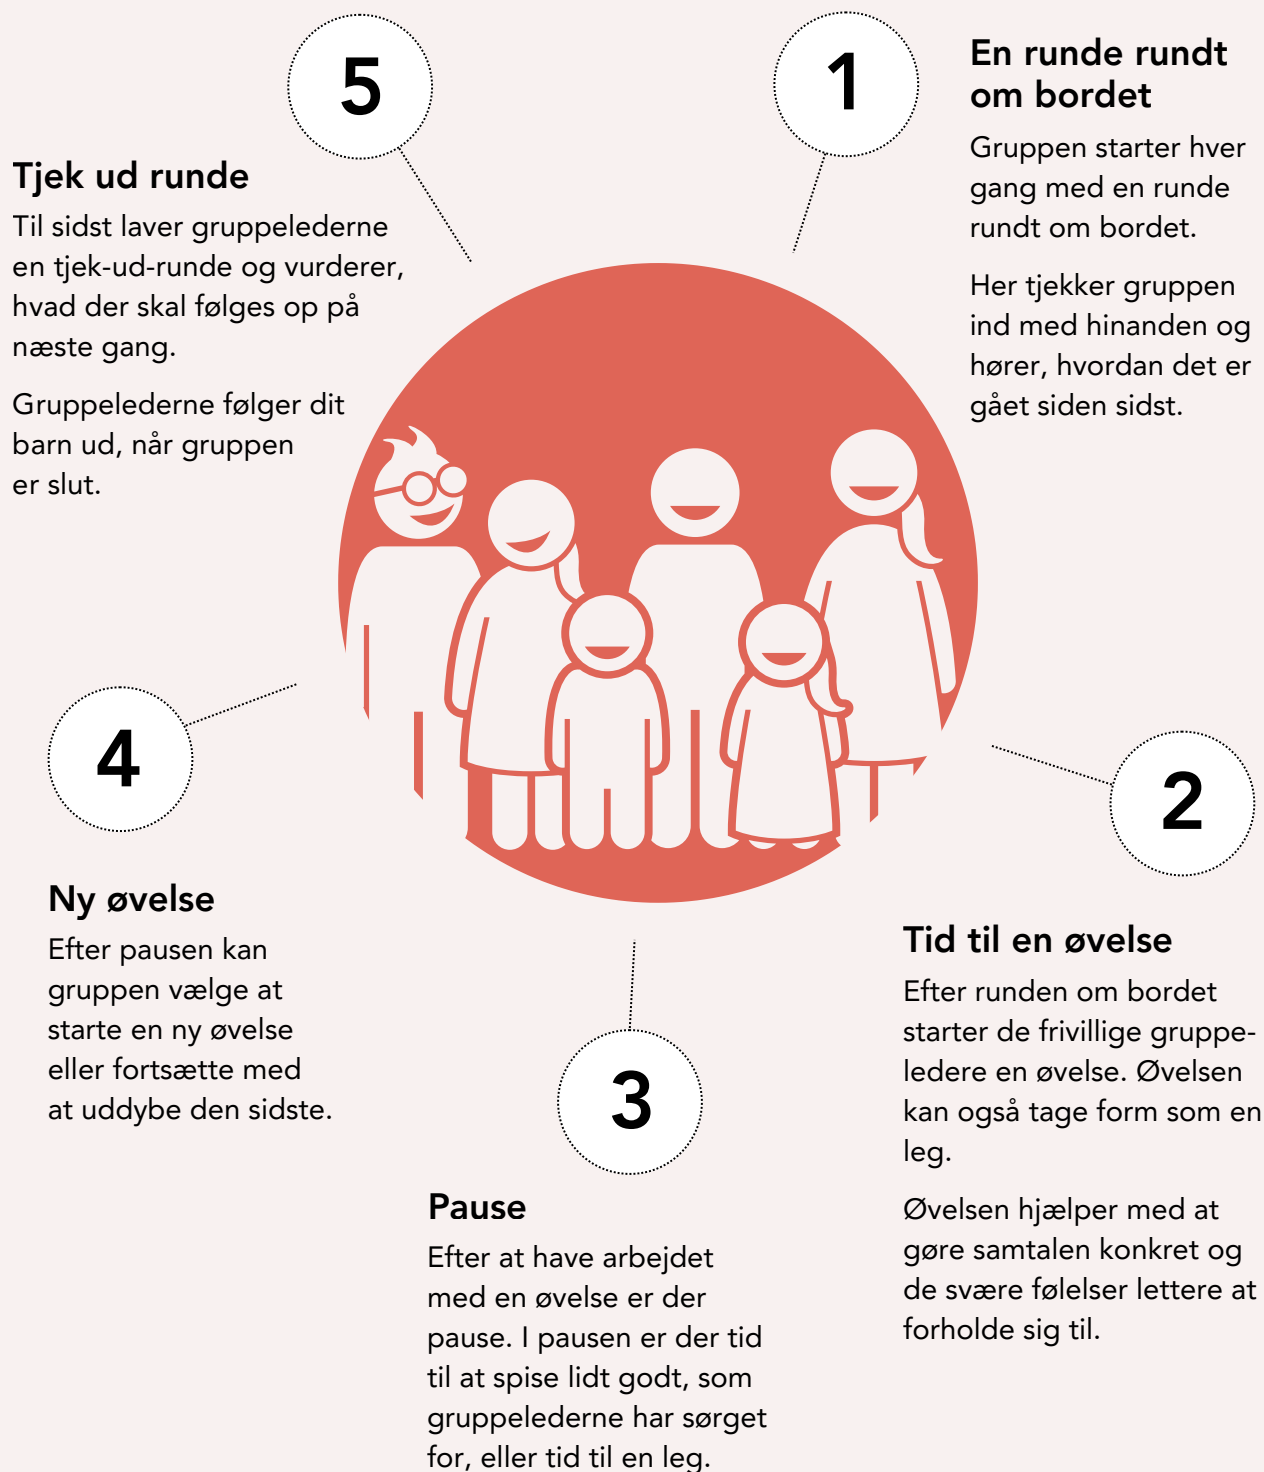 1
En runde rundt
om bordet
Gruppen starter hver
gang med en runde
rundt om bordet.
Her tjekker gruppen
ind med hinanden og
hører, hvordan det er
gået siden sidst.
2
Tid til en øvelse
Efter runden om bordet
starter de frivillige gruppe-
ledere en øvelse. Øvelsen
kan også tage form som en
leg.
Øvelsen hjælper med at
gøre samtalen konkret og
de svære følelser lettere at
forholde sig til.
3
Pause
Efter at have arbejdet
med en øvelse er der
pause. I pausen er der tid
til at spise lidt godt, som
gruppelederne har sørget
for, eller tid til en leg.
4
Ny øvelse
Efter pausen kan
gruppen vælge at
starte en ny øvelse
eller fortsætte med
at uddybe den sidste.
5
Tjek ud runde
Til sidst laver gruppelederne
en tjek-ud-runde og vurderer,
hvad der skal følges op på
næste gang.
Gruppelederne følger dit
barn ud, når gruppen
er slut.